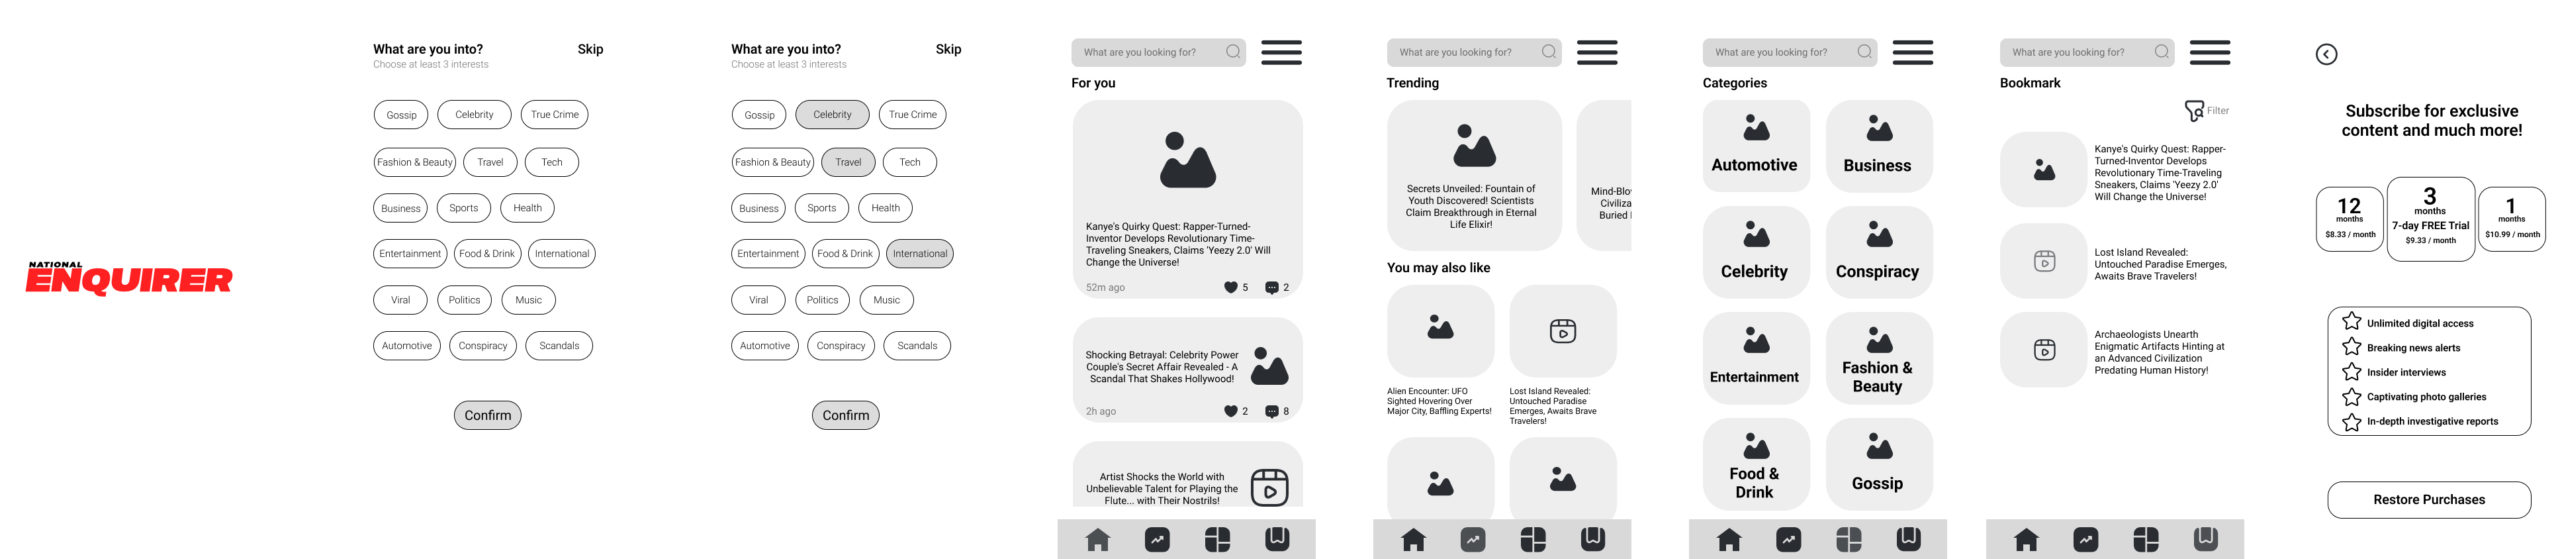 NATIONAL
ENQUIRER
What are you into?
Skip
Choose at least 3 interests
Gossip
Celebrity
True Crime
Fashion & Beauty
Travel
Tech
Business
Sports
Health
Entertainment
Food & Drink
International
Viral
Politics
Music
Automotive
Conspiracy
Scandals
Confirm
What are you into?
Skip
Choose at least 3 interests
Gossip
Celebrity
True Crime
Fashion & Beauty
Travel
Tech
Business
Sports
Health
Entertainment
Food & Drink
International
Viral
Politics
Music
Automotive
Conspiracy
Scandals
Confirm
What are you looking for?
For you
Kanye's Quirky Quest: Rapper-Turned-
Inventor Develops Revolutionary Time-
Traveling Sneakers, Claims 'Yeezy 2.0' Will
Change the Universe!
52m ago
5
2
Shocking Betrayal: Celebrity Power
Couple's Secret Affair Revealed - A
Scandal That Shakes Hollywood!
2h ago
2
8
Artist Shocks the World with
Unbelievable Talent for Playing the
Flute... with Their Nostrils!
What are you looking for?
Trending
Secrets Unveiled: Fountain of
Youth Discovered! Scientists
Claim Breakthrough in Eternal
Life Elixir!
Mind-Blo
Civiliza
Buried
You may also like
Alien Encounter: UFO
Sighted Hovering Over
Major City, Baffling Experts!
Lost Island Revealed:
Untouched Paradise
Emerges, Awaits Brave
Travelers!
What are you looking for?
Categories
Automotive
Business
Celebrity
Conspiracy
Entertainment
Fashion &
Beauty
Food &
Drink
Gossip
What are you looking for?
Bookmark
Filter
Kanye's Quirky Quest: Rapper-
Turned-Inventor Develops
Revolutionary Time-Traveling
Sneakers, Claims 'Yeezy 2.0'
Will Change the Universe!
Lost Island Revealed:
Untouched Paradise Emerges,
Awaits Brave Travelers!
Archaeologists Unearth
Enigmatic Artifacts Hinting at
an Advanced Civilization
Predating Human History!
Subscribe for exclusive
content and much more!
12
months
$8.33 / month
3
months
7-day FREE Trial
$9.33 / month
1
months
$10.99 / month
Unlimited digital access
Breaking news alerts
Insider interviews
Captivating photo galleries
In-depth investigative reports
Restore Purchases